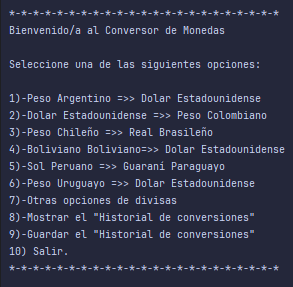 *-*-*-*-*-*-*-*-*-*-*-*-*-*-*-*-*-*-*-*-*-*-*
Bienvenido/a al Conversor de Monedas
Seleccione una de las siguientes opciones:
1)-Peso Argentino =>> Dolar Estadounidense
2)-Dolar Estadounidense =>> Peso Colombiano
3)-Peso Chileño =>> Real Brasileño
4)-Boliviano Boliviano=>> Dolar Estadounidense
5)-Sol Peruano =>> Guarani Paraguayo
6)-Peso Uruguayo =>> Dolar Estadounidense
7)-Otras opciones de divisas
8)-Mostrar el "Historial de conversiones"
9)-Guardar el "Historial de conversiones"
10) Salir.
*-*-*-*-*-*-*-*-*-*-*-*-*-*-*-*-*-*-*-*-*-*-*